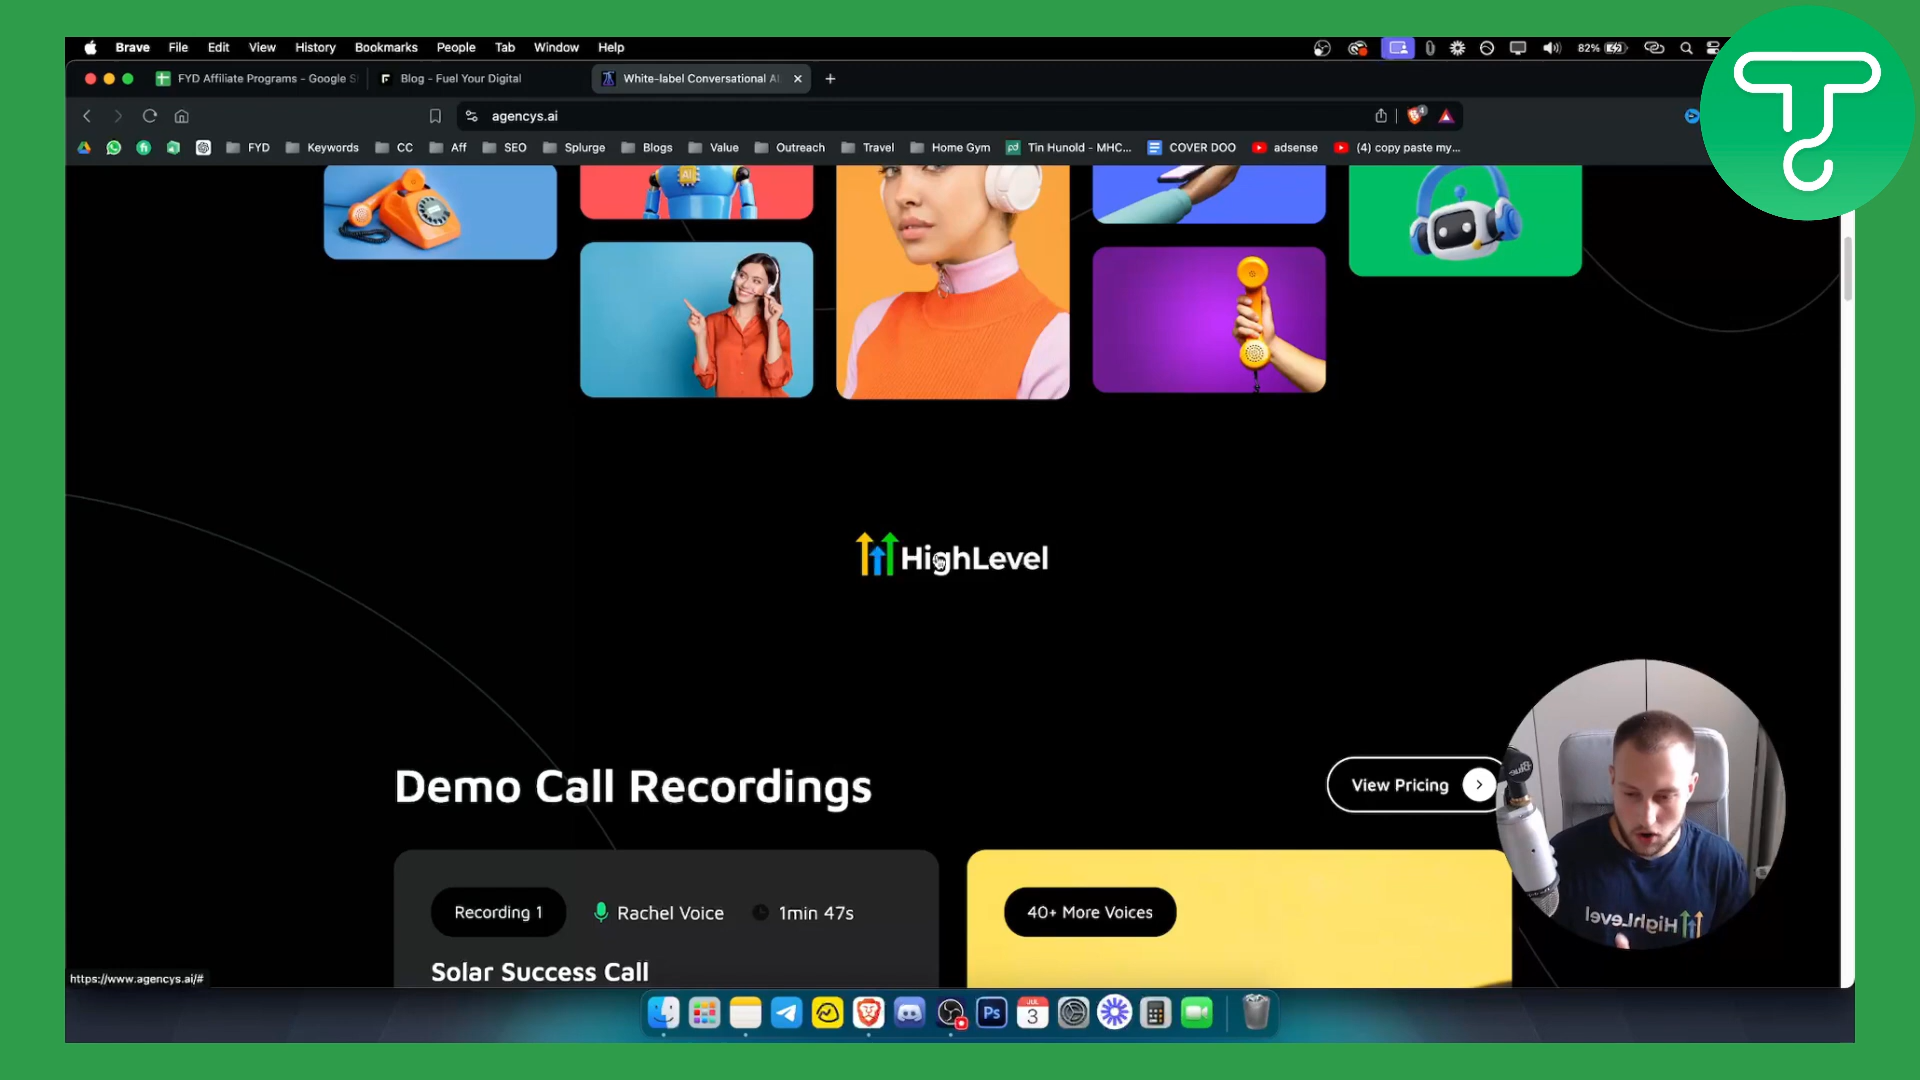 Brave File Edit View History Bookmarks People Tab Window Help 82%
FYD Affiliate Programs - Google S Blog - Fuel Your Digital White-label Conversational A
agencys.ai
FYD Keywords CC Aff SEO Splurge Blogs Value Outreach Travel Home Gym Tin Hunold - MHC... COVER DOO adsense (4) copy paste my...
AI
HighLevel
Demo Call Recordings
View Pricing
Recording 1 Rachel Voice 1min 47s
40+ More Voices
HighLevel
Solar Success Call
https://www.agencys.ai/#
Ps
JUL
3